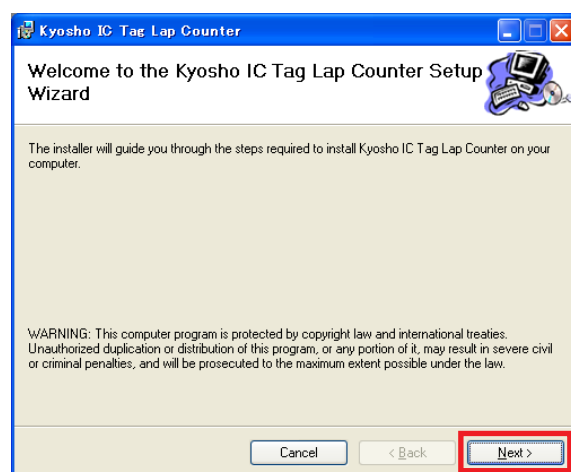 Kyosho IC Tag Lap Counter
Welcome to the Kyosho IC Tag Lap Counter Setup
Wizard
The installer will guide you through the steps required to install Kyosho IC Tag Lap Counter on your
computer.
WARNING: This computer program is protected by copyright law and international treaties.
Unauthorized duplication or distribution of this program, or any portion of it, may result in severe civil
or criminal penalties, and will be prosecuted to the maximum extent possible under the law.
Cancel
< Back
Next >